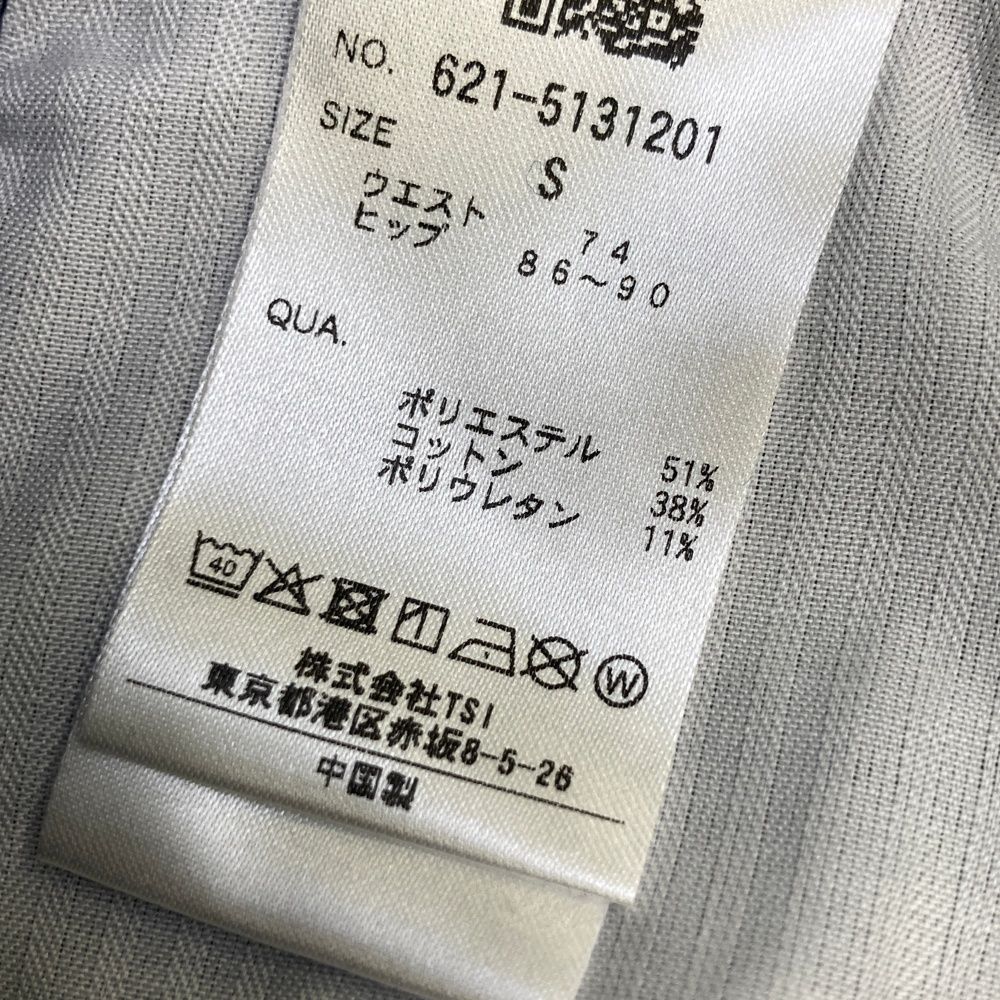 NO. 621-5131201
SIZE S
ウエスト 74
ヒップ 86～90
QUA.
ポリエステル 51%
コットン 38%
ポリウレタン 11%
40
W
株式会社TSI
東京都港区赤坂8-5-26
中国製